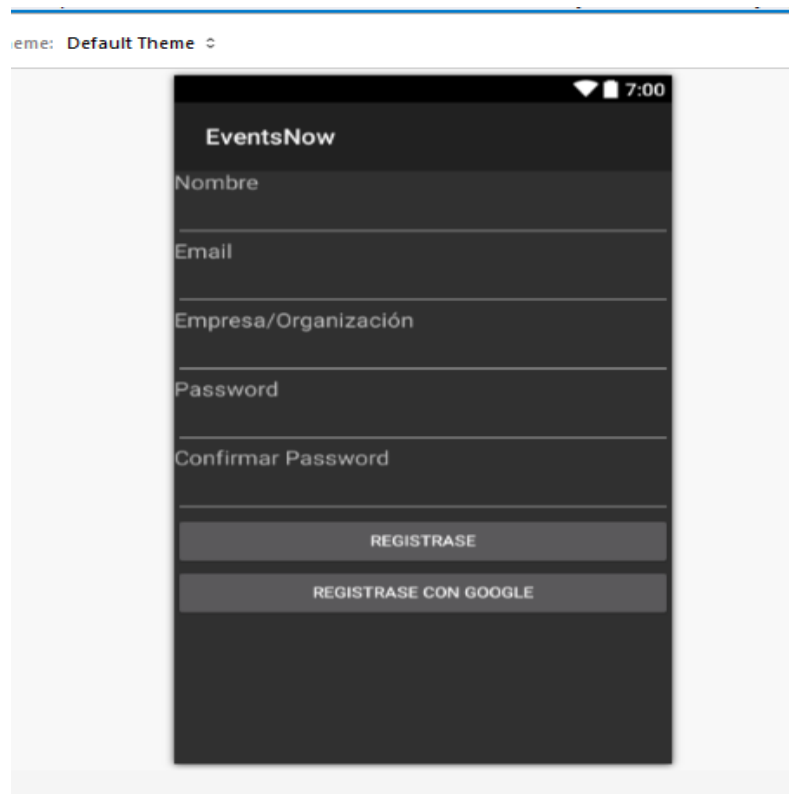 eme: Default Theme
7:00
EventsNow
Nombre
Email
Empresa/Organización
Password
Confirmar Password
REGISTRASE
REGISTRASE CON GOOGLE